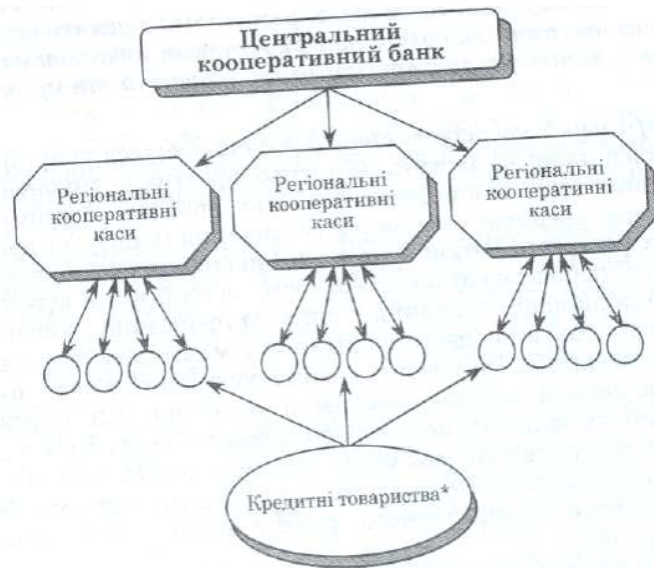 Центральний
кооперативний банк
Регіональні
кооперативні
каси
Регіональні
кооперативні
каси
Регіональні
кооперативні
каси
Кредитні товариства*